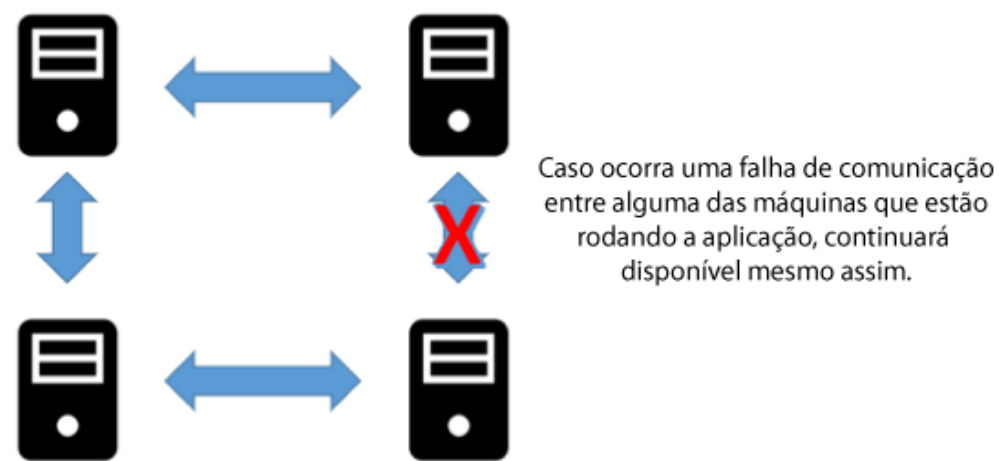 Caso ocorra uma falha de comunicação
entre alguma das máquinas que estão
rodando a aplicação, continuará
disponível mesmo assim.